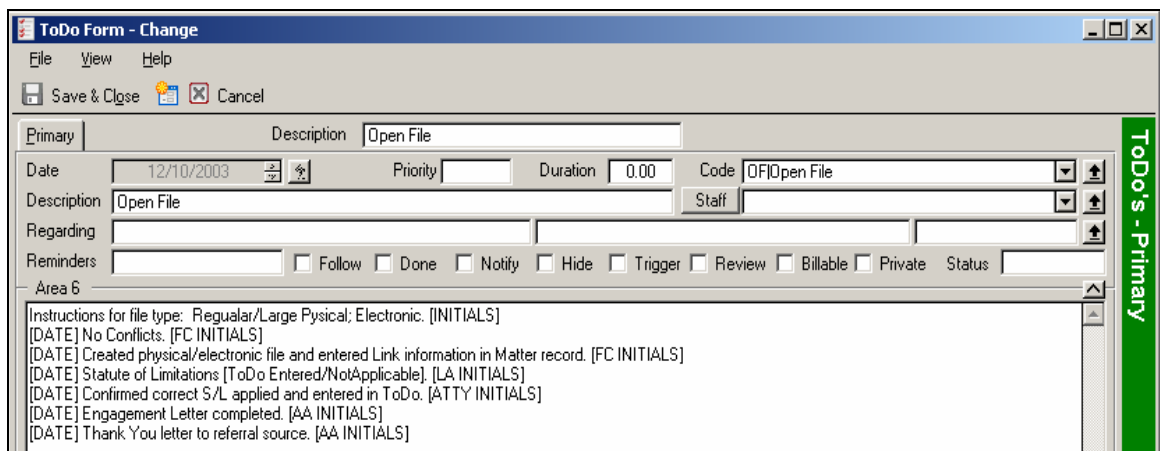 ToDo Form - Change
File View Help
Save & Close Cancel
Primary Description Open File
Date 12/10/2003 Priority Duration 0.00 Code OF|Open File
Description Open File Staff
Regarding
Reminders Follow Done Notify Hide Trigger Review Billable Private Status
Area 6
Instructions for file type: Regualar/Large Pysical; Electronic. [INITIALS]
[DATE] No Conflicts. [FC INITIALS]
[DATE] Created physical/electronic file and entered Link information in Matter record. [FC INITIALS]
[DATE] Statute of Limitations [ToDo Entered/NotApplicable]. [LA INITIALS]
[DATE] Confirmed correct S/L applied and entered in ToDo. [ATTY INITIALS]
[DATE] Engagement Letter completed. [AA INITIALS]
[DATE] Thank You letter to referral source. [AA INITIALS]
ToDo's - Primary